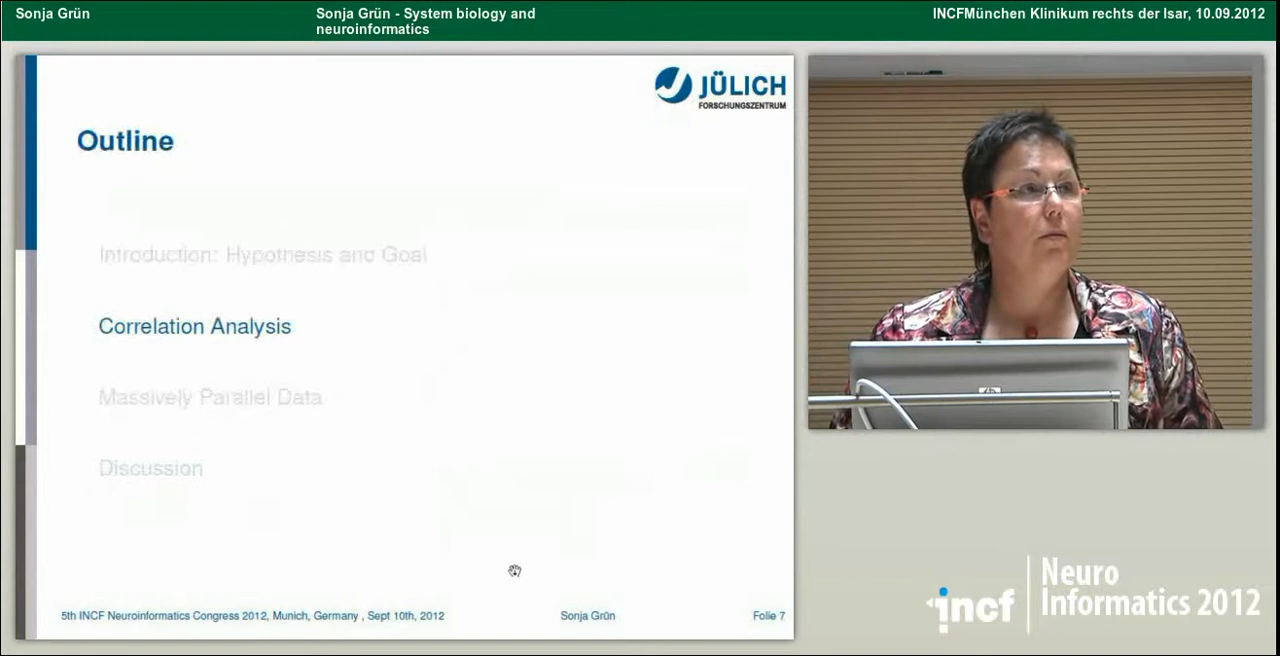 Sonja Grün
Sonja Grün - System biology and
neuroinformatics
INCFMünchen Klinikum rechts der Isar, 10.09.2012
JÜLICH
FORSCHUNGSZENTRUM
Outline
Introduction: Hypothesis and Goal
Correlation Analysis
Massively Parallel Data
Discussion
5th INCF Neuroinformatics Congress 2012, Munich, Germany , Sept 10th, 2012
Sonja Grün
Folie 7
hp
incf
Neuro
Informatics 2012